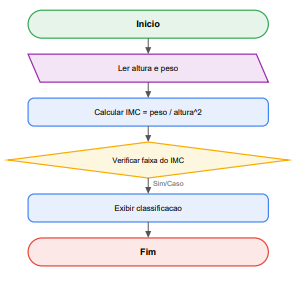 Inicio
Ler altura e peso
Calcular IMC = peso / altura^2
Verificar faixa do IMC
Sim/Caso
Exibir classificacao
Fim